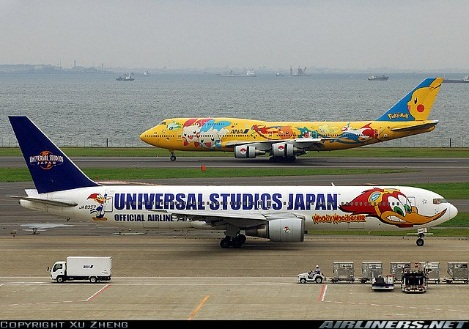 Pokémon
ANA
UNIVERSAL STUDIOS
JAPAN
UNIVERSAL STUDIOS JAPAN
OFFICIAL AIRLINE
Woody Woodpecker
COPYRIGHT XU ZHENG
AIRLINERS.NET